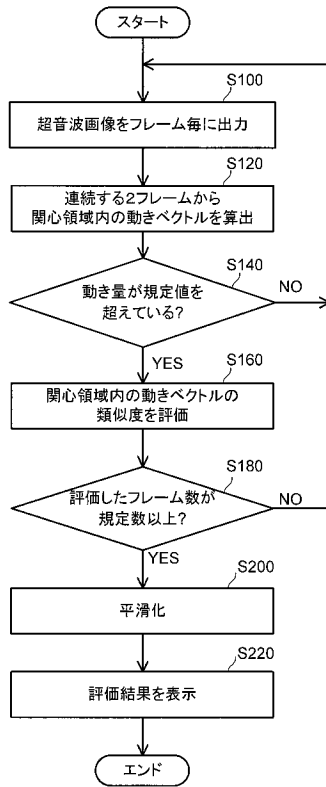 スタート
S100
超音波画像をフレーム毎に出力
S120
連続する2フレームから
関心領域内の動きベクトルを算出
S140
動き量が規定値を
超えている?
NO
YES
S160
関心領域内の動きベクトルの
類似度を評価
S180
評価したフレーム数が
規定数以上?
NO
YES
S200
平滑化
S220
評価結果を表示
エンド